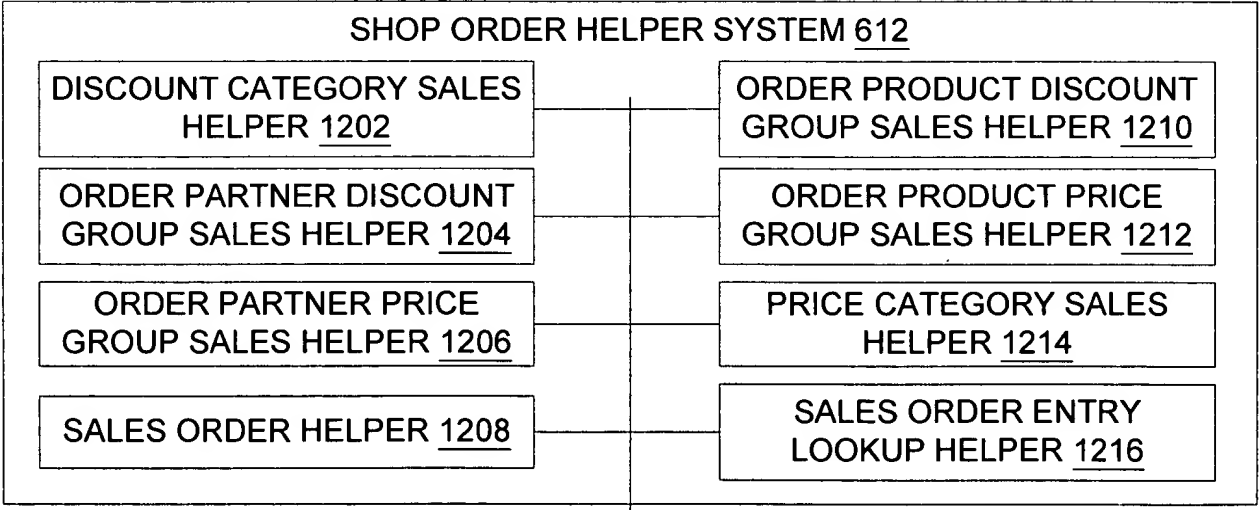 SHOP ORDER HELPER SYSTEM 612
DISCOUNT CATEGORY SALES
HELPER 1202
ORDER PARTNER DISCOUNT
GROUP SALES HELPER 1204
ORDER PARTNER PRICE
GROUP SALES HELPER 1206
SALES ORDER HELPER 1208
ORDER PRODUCT DISCOUNT
GROUP SALES HELPER 1210
ORDER PRODUCT PRICE
GROUP SALES HELPER 1212
PRICE CATEGORY SALES
HELPER 1214
SALES ORDER ENTRY
LOOKUP HELPER 1216